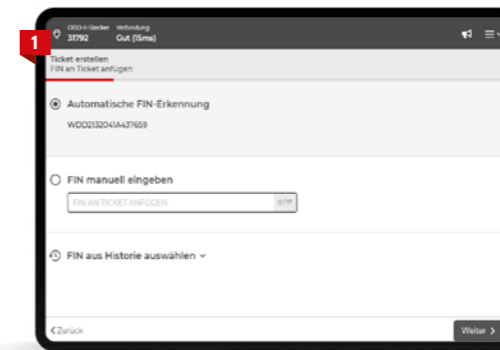 1
OBD-II-Stecker Verbindung
31792 Gut (15ms)
Ticket erstellen
FIN an Ticket anfügen
Automatische FIN-Erkennung
WDD2132041A437659
FIN manuell eingeben
FIN AN TICKET ANFÜGEN 0/17
FIN aus Historie auswählen
Zurück
Weiter